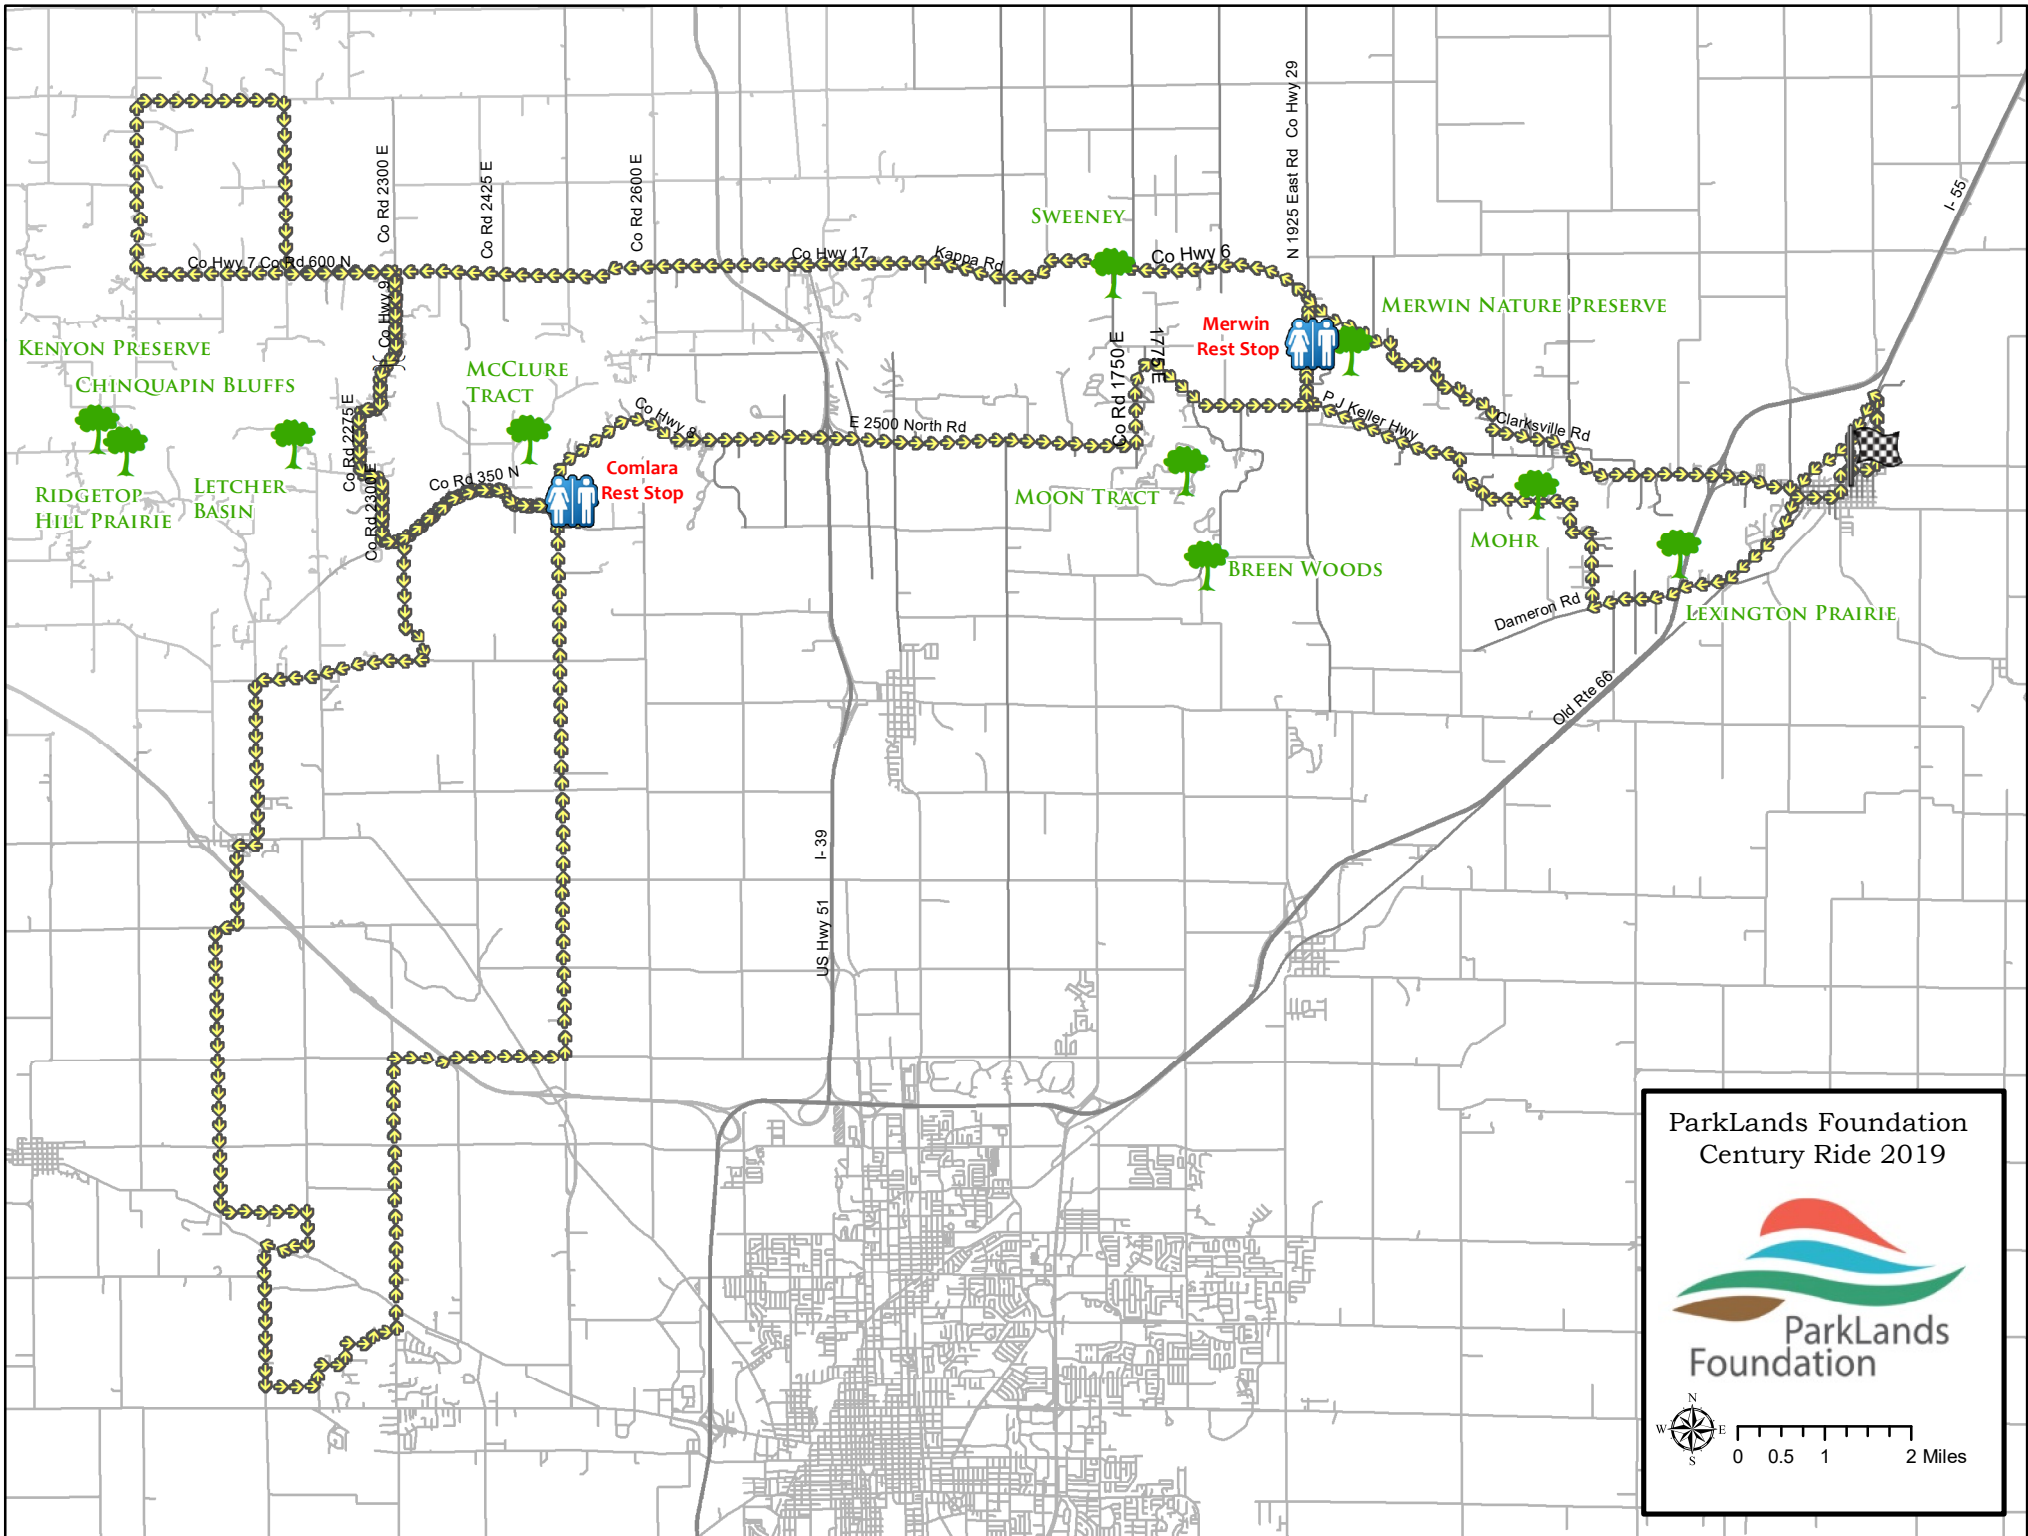 N 1925 East Rd Co Hwy 29
Co Rd 2300 E
Co Rd 2425 E
Co Rd 2600 E
I- 55
SWEENEY
Co Hwy 7 Co Rd 600 N
Co Hwy 17
Kappa Rd
Co Hwy 6
Co Hwy 9
MERWIN NATURE PRESERVE
Merwin
Rest Stop
KENYON PRESERVE
CHINQUAPIN BLUFFS
MCCLURE
TRACT
Co Rd 1750 E
1775 E
Co Rd 2275 E
Co Hwy 8
E 2500 North Rd
P J Keller Hwy
Clarksville Rd
Comlara
Rest Stop
Co Rd 350 N
Co Rd 2300 E
RIDGETOP
HILL PRAIRIE
LETCHER
BASIN
MOON TRACT
MOHR
BREEN WOODS
Dameron Rd
LEXINGTON PRAIRIE
Old Rte 66
I- 39
US Hwy 51
ParkLands Foundation
Century Ride 2019
ParkLands
Foundation
N
W E
S
0 0.5 1 2 Miles